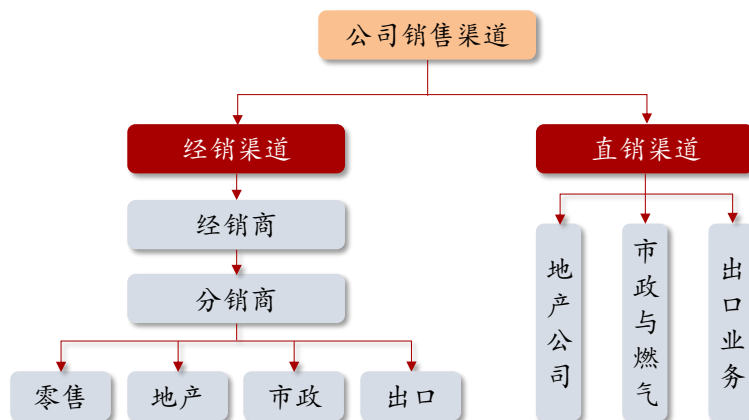 公司销售渠道
经销渠道
直销渠道
经销商
分销商
零售
地产
市政
出口
地产公司
市政与燃气
出口业务